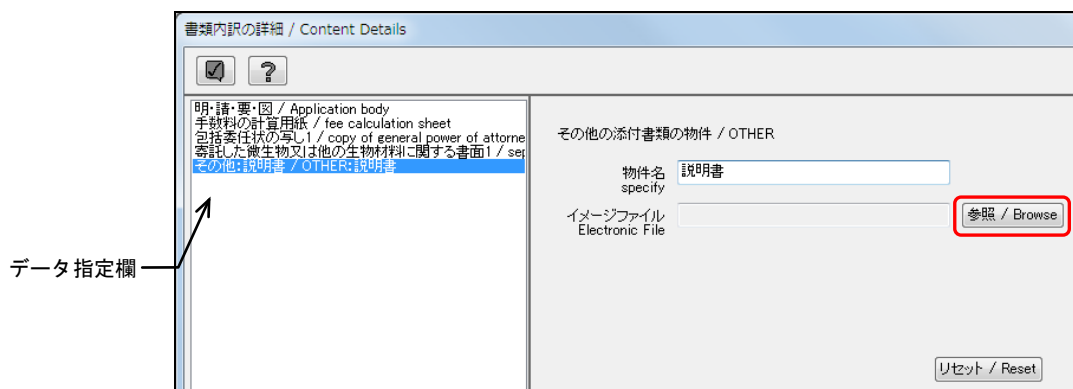 書類内訳の詳細 / Content Details
?
明・請・要・図 / Application body
手数料の計算用紙 / fee calculation sheet
包括委任状の写し1 / copy of general power of attorne
寄託した微生物又は他の生物材料に関する書面1 / sep
その他:説明書 / OTHER:説明書
データ指定欄
その他の添付書類の物件 / OTHER
物件名 説明書
specify
イメージファイル 参照 / Browse
Electronic File
リセット / Reset